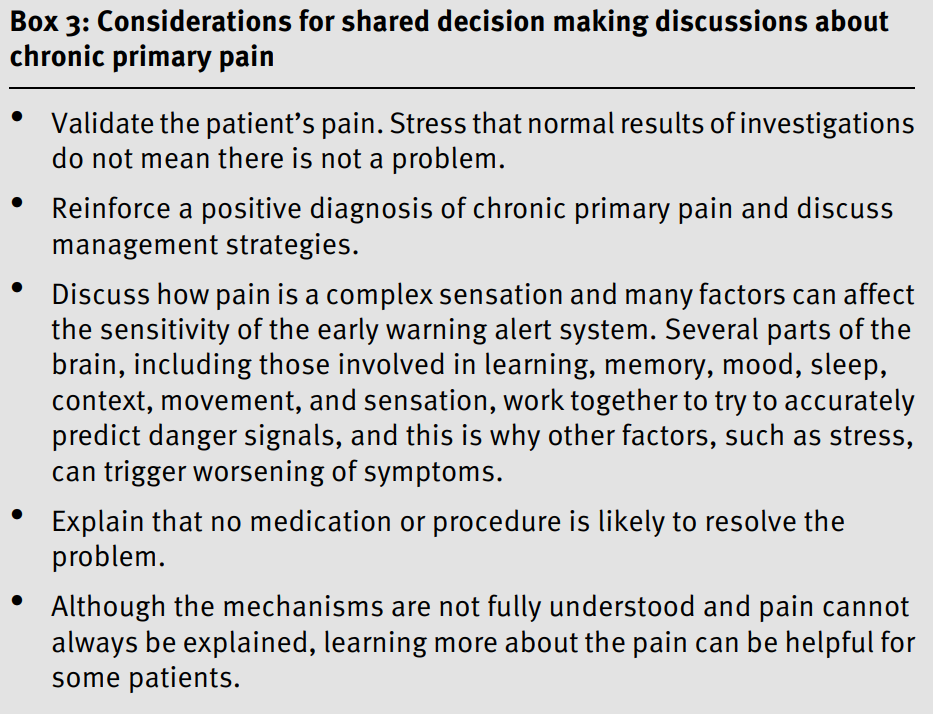 Box 3: Considerations for shared decision making discussions about
chronic primary pain
• Validate the patient’s pain. Stress that normal results of investigations
do not mean there is not a problem.
• Reinforce a positive diagnosis of chronic primary pain and discuss
management strategies.
• Discuss how pain is a complex sensation and many factors can affect
the sensitivity of the early warning alert system. Several parts of the
brain, including those involved in learning, memory, mood, sleep,
context, movement, and sensation, work together to try to accurately
predict danger signals, and this is why other factors, such as stress,
can trigger worsening of symptoms.
• Explain that no medication or procedure is likely to resolve the
problem.
• Although the mechanisms are not fully understood and pain cannot
always be explained, learning more about the pain can be helpful for
some patients.